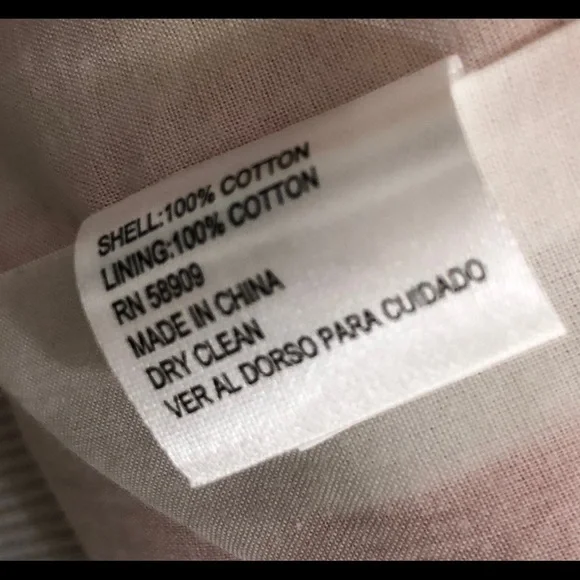 SHELL:100% COTTON
LINING:100% COTTON
RN 58909
MADE IN CHINA
DRY CLEAN
VER AL DORSO PARA CUIDADO